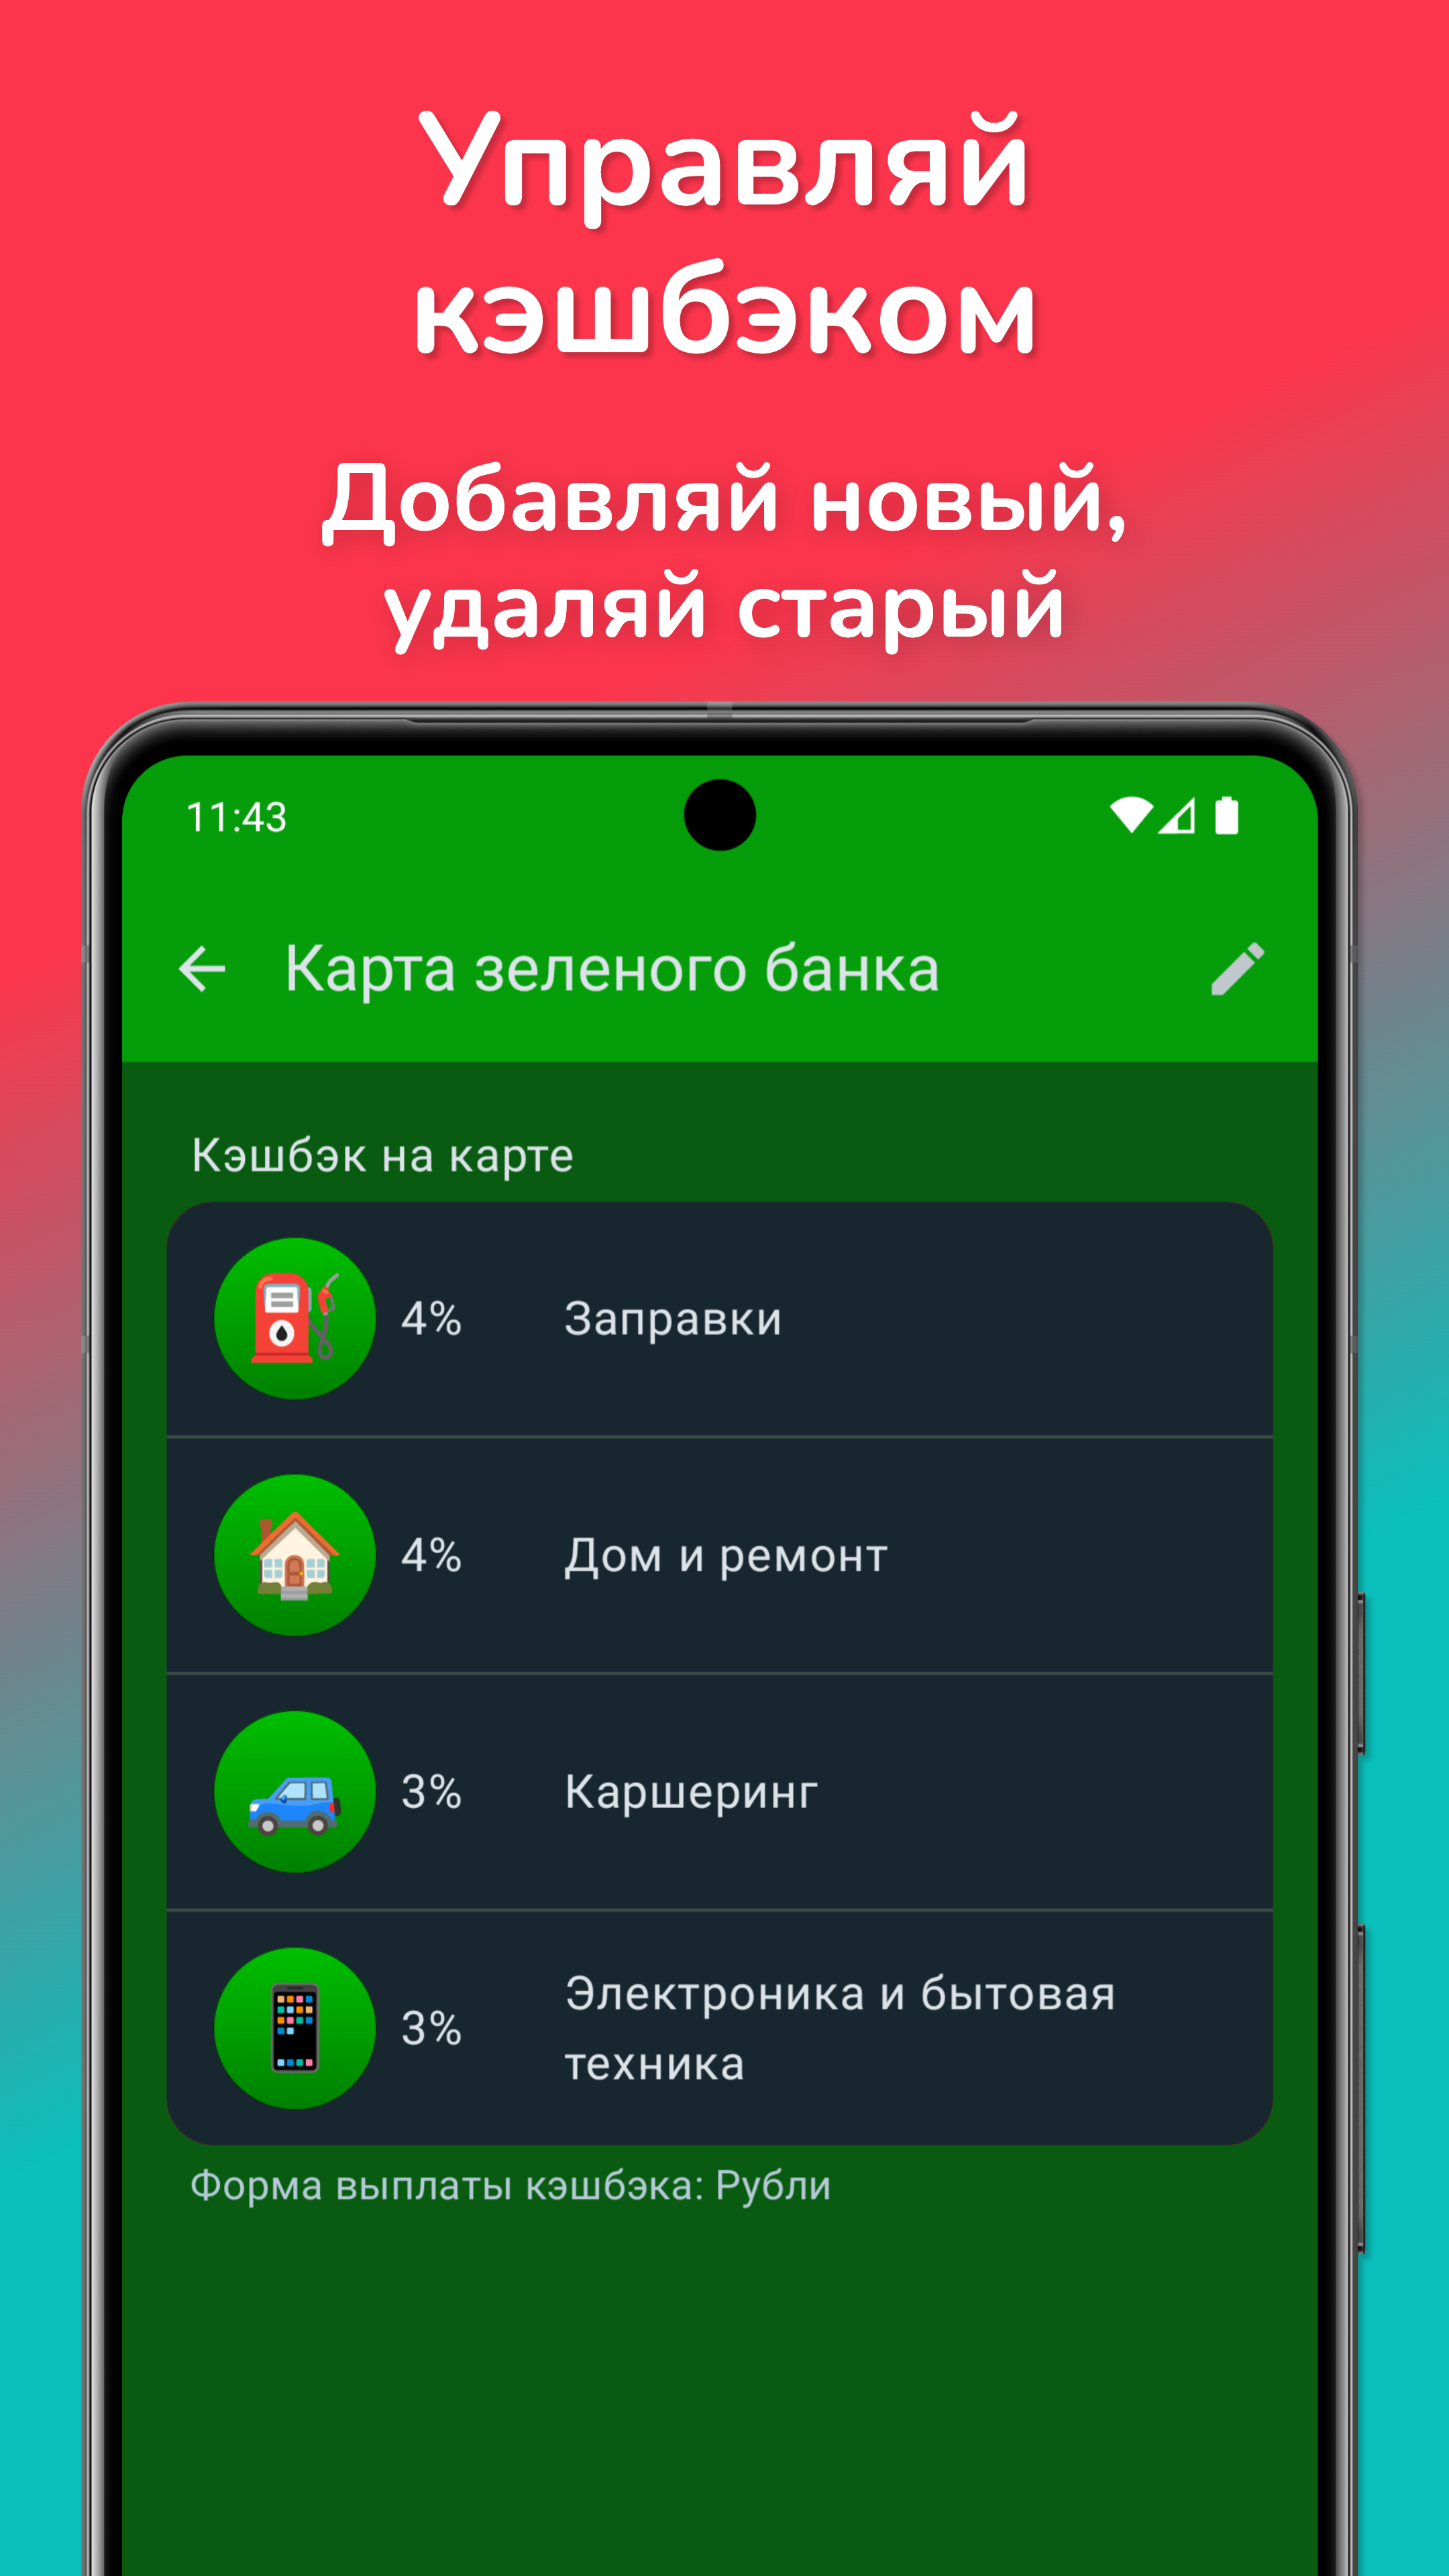 Управляй
кэшбэком
Добавляй новый,
удаляй старый
11:43
Карта зеленого банка
Кэшбэк на карте
4% Заправки
4% Дом и ремонт
3% Каршеринг
3% Электроника и бытовая
техника
Форма выплаты кэшбэка: Рубли